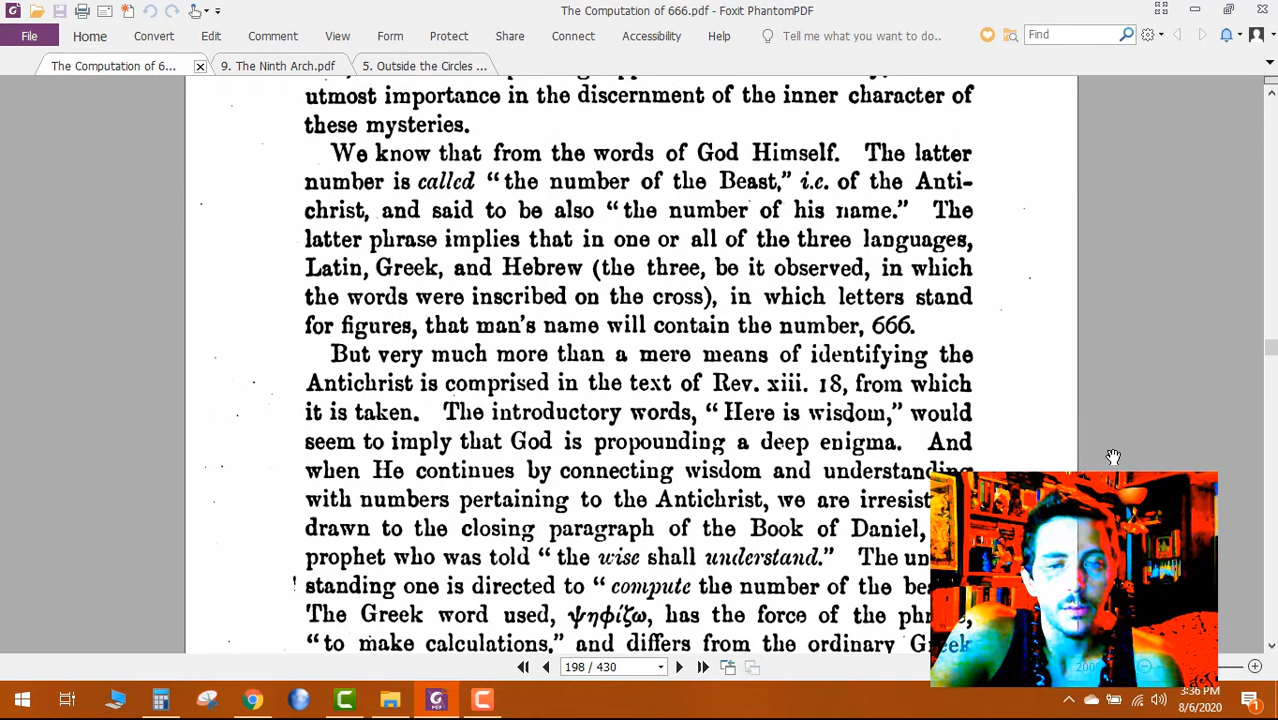 The Computation of 666.pdf - Foxit PhantomPDF
File Home Convert Edit Comment View Form Protect Share Connect Accessibility Help Tell me what you want to do.. Find
The Computation of 6... 9. The Ninth Arch.pdf 5. Outside the Circles ...
utmost importance in the discernment of the inner character of
these mysteries.
We know that from the words of God Himself. The latter
number is called “the number of the Beast,” i.e. of the Anti-
christ, and said to be also “the number of his name.” The
latter phrase implies that in one or all of the three languages,
Latin, Greek, and Hebrew (the three, be it observed, in which
the words were inscribed on the cross), in which letters stand
for figures, that man's name will contain the number, 666.
But very much more than a mere means of identifying the
Antichrist is comprised in the text of Rev. xiii. 18, from which
it is taken. The introductory words, “Here is wisdom,” would
seem to imply that God is propounding a deep enigma. And
when He continues by connecting wisdom and understanding
with numbers pertaining to the Antichrist, we are irresist
drawn to the closing paragraph of the Book of Daniel,
prophet who was told “the wise shall understand.” The un
standing one is directed to “compute the number of the be
The Greek word used, ψηφίζω, has the force of the phr
“to make calculations,” and differs from the ordinary Greek
198 / 430
3:36 PM
8/6/2020